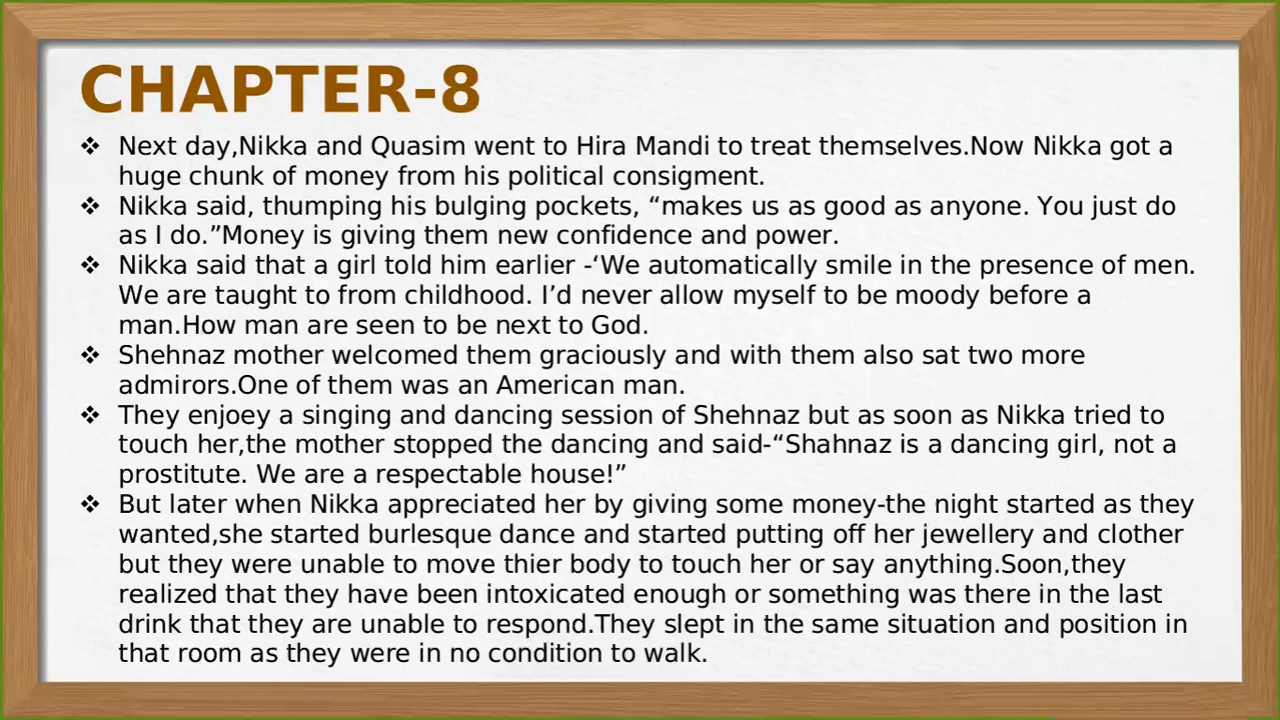 CHAPTER-8
❖ Next day,Nikka and Quasim went to Hira Mandi to treat themselves.Now Nikka got a
huge chunk of money from his political consigment.
❖ Nikka said, thumping his bulging pockets, “makes us as good as anyone. You just do
as I do.”Money is giving them new confidence and power.
❖ Nikka said that a girl told him earlier -‘We automatically smile in the presence of men.
We are taught to from childhood. I’d never allow myself to be moody before a
man.How man are seen to be next to God.
❖ Shehnaz mother welcomed them graciously and with them also sat two more
admirors.One of them was an American man.
❖ They enjoey a singing and dancing session of Shehnaz but as soon as Nikka tried to
touch her,the mother stopped the dancing and said-“Shahnaz is a dancing girl, not a
prostitute. We are a respectable house!”
❖ But later when Nikka appreciated her by giving some money-the night started as they
wanted,she started burlesque dance and started putting off her jewellery and clother
but they were unable to move thier body to touch her or say anything.Soon,they
realized that they have been intoxicated enough or something was there in the last
drink that they are unable to respond.They slept in the same situation and position in
that room as they were in no condition to walk.